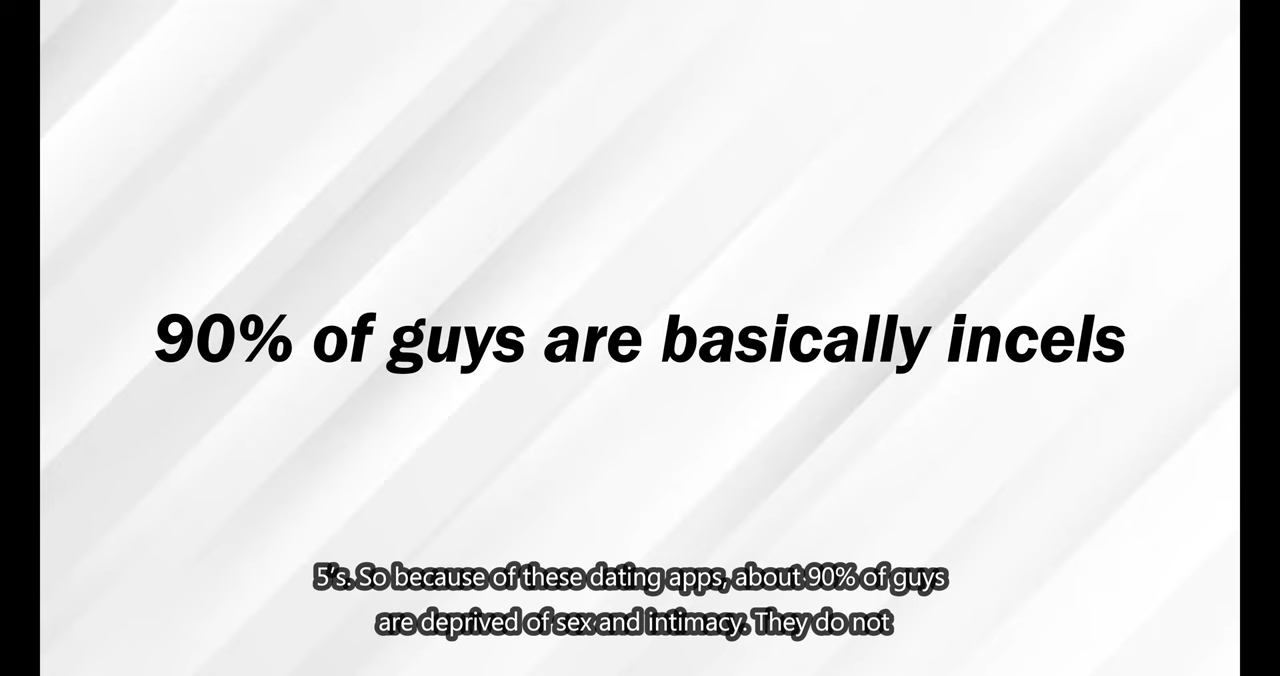 90% of guys are basically incels
5's. So because of these dating apps, about 90% of guys
are deprived of sex and intimacy. They do not